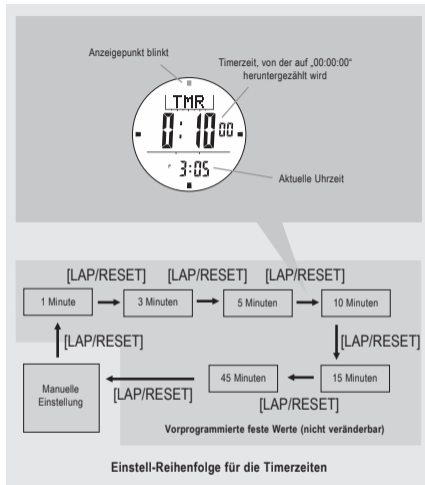 Anzeigepunkt blinkt
Timerzeit, von der auf „00:00:00“
heruntergezählt wird
TMR
0:10 00
P 3:05
Aktuelle Uhrzeit
[LAP/RESET] [LAP/RESET] [LAP/RESET]
1 Minute 3 Minuten 5 Minuten 10 Minuten
[LAP/RESET] [LAP/RESET]
Manuelle
Einstellung
[LAP/RESET]
45 Minuten 15 Minuten
[LAP/RESET]
Vorprogrammierte feste Werte (nicht veränderbar)
Einstell-Reihenfolge für die Timerzeiten